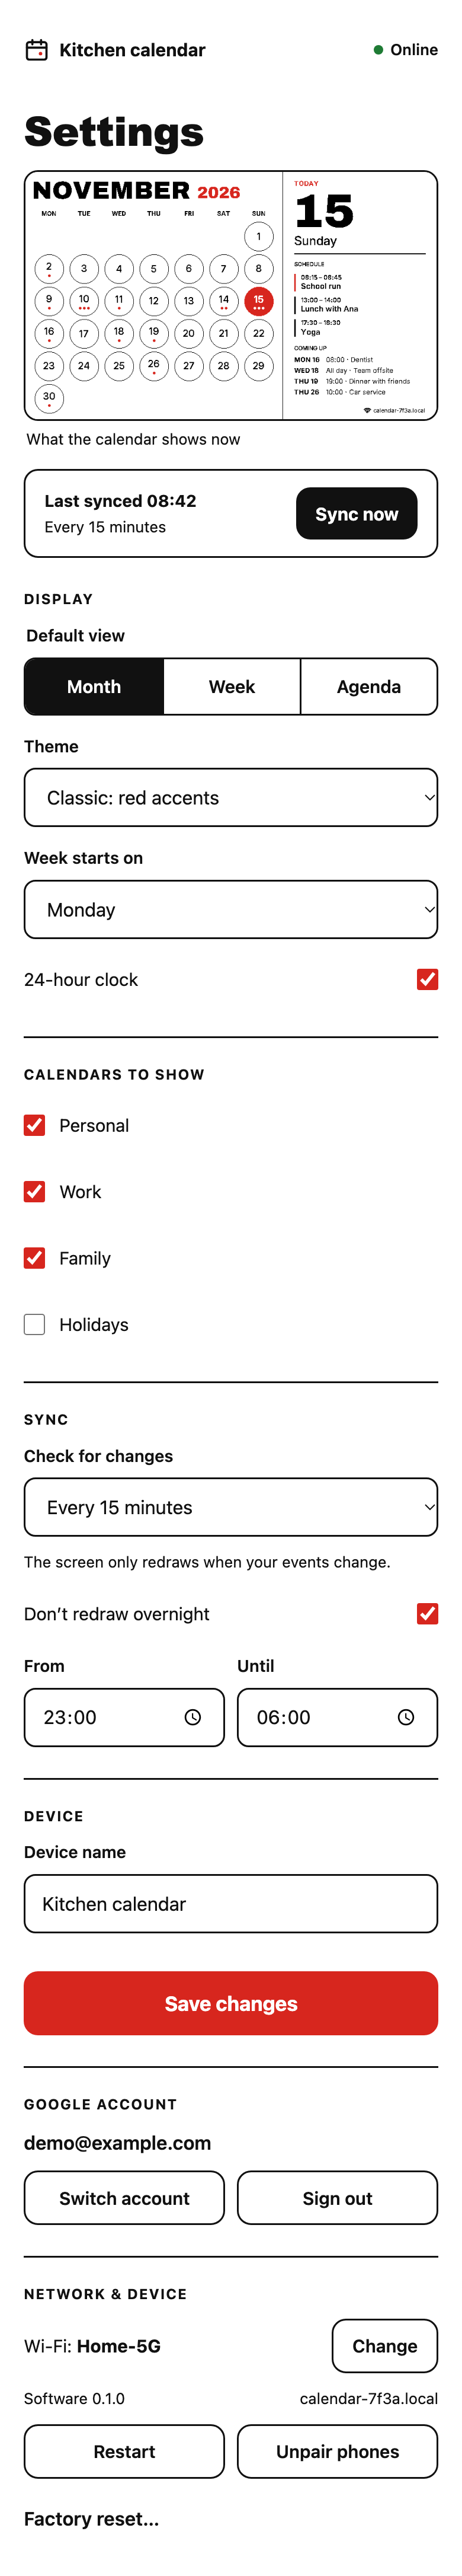 Kitchen calendar
Online
Settings
NOVEMBER 2026
MON TUE WED THU FRI SAT SUN
1
2 3 4 5 6 7 8
9 10 11 12 13 14 15
16 17 18 19 20 21 22
23 24 25 26 27 28 29
30
TODAY
15
Sunday
SCHEDULE
08:15 – 08:45
School run
13:00 – 14:00
Lunch with Ana
17:30 – 18:30
Yoga
COMING UP
MON 16 08:00 · Dentist
WED 18 All day · Team offsite
THU 19 19:00 · Dinner with friends
THU 26 10:00 · Car service
calendar-7f3a.local
What the calendar shows now
Last synced 08:42
Every 15 minutes
Sync now
DISPLAY
Default view
Month Week Agenda
Theme
Classic: red accents
Week starts on
Monday
24-hour clock
CALENDARS TO SHOW
Personal
Work
Family
Holidays
SYNC
Check for changes
Every 15 minutes
The screen only redraws when your events change.
Don’t redraw overnight
From Until
23:00 06:00
DEVICE
Device name
Kitchen calendar
Save changes
GOOGLE ACCOUNT
demo@example.com
Switch account Sign out
NETWORK & DEVICE
Wi-Fi: Home-5G Change
Software 0.1.0 calendar-7f3a.local
Restart Unpair phones
Factory reset...